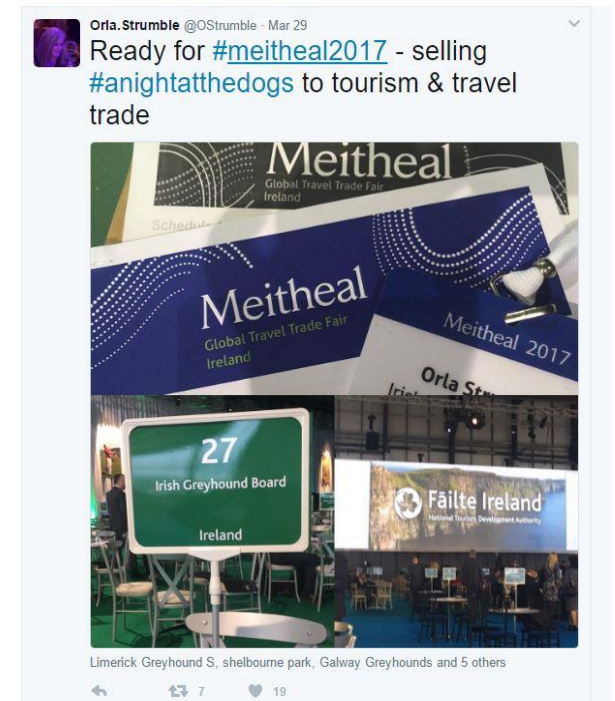 Orla.Strumble @OStrumble · Mar 29
Ready for #meitheal2017 - selling
#anightatthedogs to tourism & travel
trade
Meitheal
Global Travel Trade Fair
Ireland
Schedule
Meitheal
Global Travel Trade Fair
Ireland
Meitheal 2017
Orla
27
Irish Greyhound Board
Ireland
Fáilte Ireland
National Tourism Development Authority
Limerick Greyhound S, shelbourne park, Galway Greyhounds and 5 others
7
19